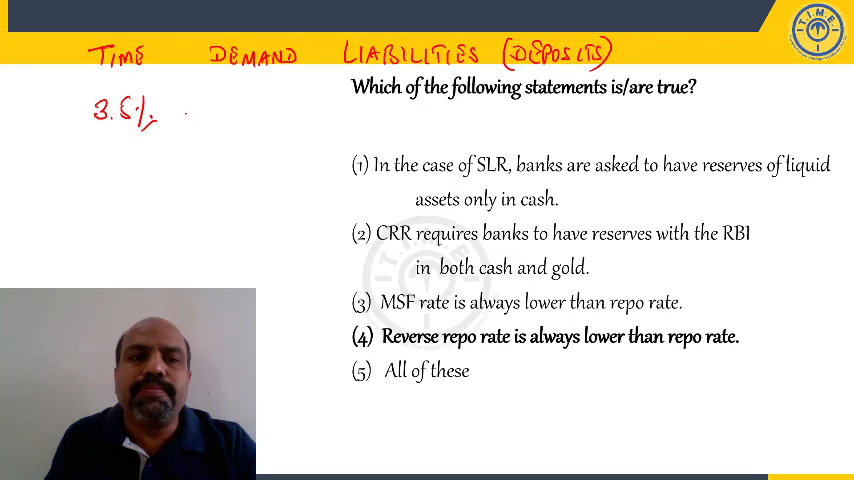 T.I.M.E.
TIME DEMAND LIABILITIES (DEPOSITS)
Which of the following statements is/are true?
3.5%
(1) In the case of SLR, banks are asked to have reserves of liquid
assets only in cash.
(2) CRR requires banks to have reserves with the RBI
in both cash and gold.
(3) MSF rate is always lower than repo rate.
(4) Reverse repo rate is always lower than repo rate.
(5) All of these